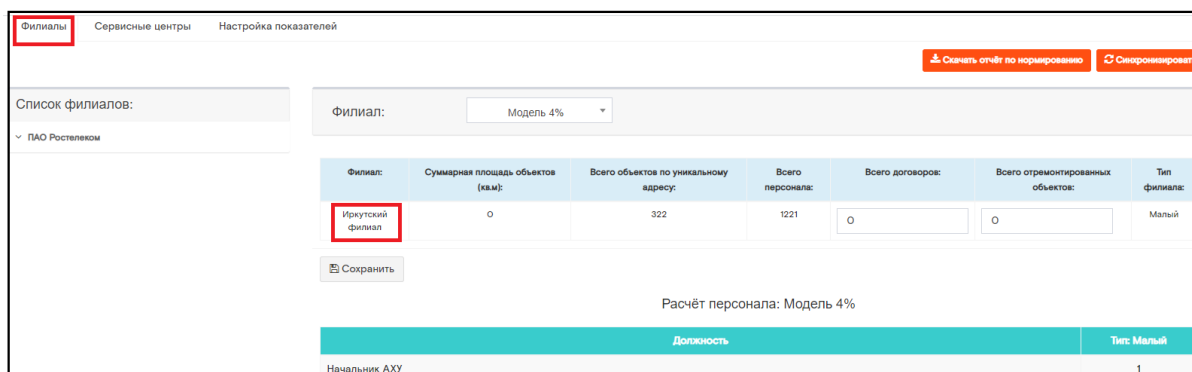 Филиалы Сервисные центры Настройка показателей
Скачать отчёт по нормированию Синхронизироват
Список филиалов:
ПАО Ростелеком
Филиал: Модель 4%
Филиал: Суммарная площадь объектов (кв.м): Всего объектов по уникальному адресу: Всего персонала: Всего договоров: Всего отремонтированных объектов: Тип филиала:
Иркутский филиал 0 322 1221 0 0 Малый
Сохранить
Расчёт персонала: Модель 4%
Должность Тип: Малый
Начальник АХУ 1